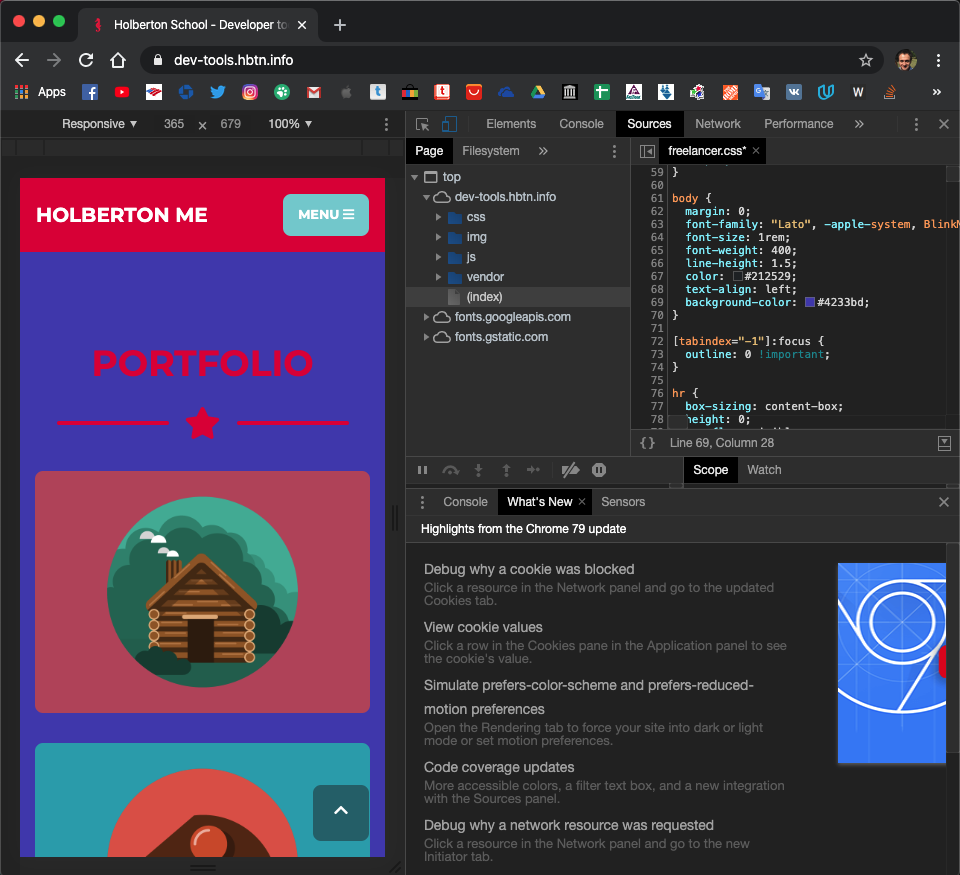 Holberton School - Developer to
dev-tools.hbtn.info
Apps
Responsive 365 x 679 100%
Elements Console Sources Network Performance »
Page Filesystem »
freelancer.css*
top
dev-tools.hbtn.info
css
img
js
vendor
(index)
fonts.googleapis.com
fonts.gstatic.com
59 }
60
61 body {
62 margin: 0;
63 font-family: "Lato", -apple-system, BlinkM
64 font-size: 1rem;
65 font-weight: 400;
66 line-height: 1.5;
67 color: #212529;
68 text-align: left;
69 background-color: #4233bd;
70 }
71
72 [tabindex="-1"]:focus {
73 outline: 0 !important;
74 }
75
76 hr {
77 box-sizing: content-box;
78 height: 0;
{} Line 69, Column 28
Scope Watch
Console What's New Sensors
Highlights from the Chrome 79 update
Debug why a cookie was blocked
Click a resource in the Network panel and go to the updated
Cookies tab.
View cookie values
Click a row in the Cookies pane in the Application panel to see
the cookie's value.
Simulate prefers-color-scheme and prefers-reduced-
motion preferences
Open the Rendering tab to force your site into dark or light
mode or set motion preferences.
Code coverage updates
More accessible colors, a filter text box, and a new integration
with the Sources panel.
Debug why a network resource was requested
Click a resource in the Network panel and go to the new
Initiator tab.
HOLBERTON ME
MENU
PORTFOLIO